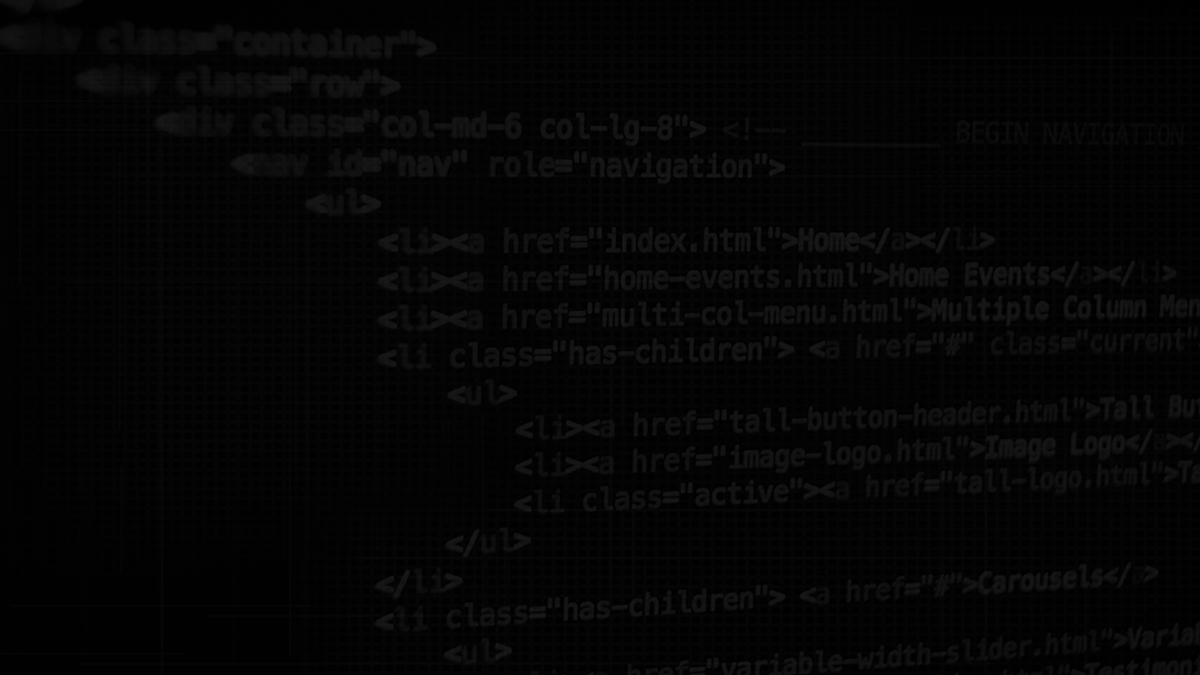 <div class="container">
<div class="row">
<div class="col-md-6 col-lg-8"> <!-- BEGIN NAVIGATION
<nav id="nav" role="navigation">
<ul>
<li><a href="index.html">Home</a></li>
<li><a href="home-events.html">Home Events</a></li>
<li><a href="multi-col-menu.html">Multiple Column Men
<li class="has-children"> <a href="#" class="current"
<ul>
<li><a href="tall-button-header.html">Tall Bu
<li><a href="image-logo.html">Image Logo</a></
<li class="active"><a href="tall-logo.html">Ta
</ul>
</li>
<li class="has-children"> <a href="#">Carousels</a>
<ul>
href="variable-width-slider.html">Varia
">Testimoni